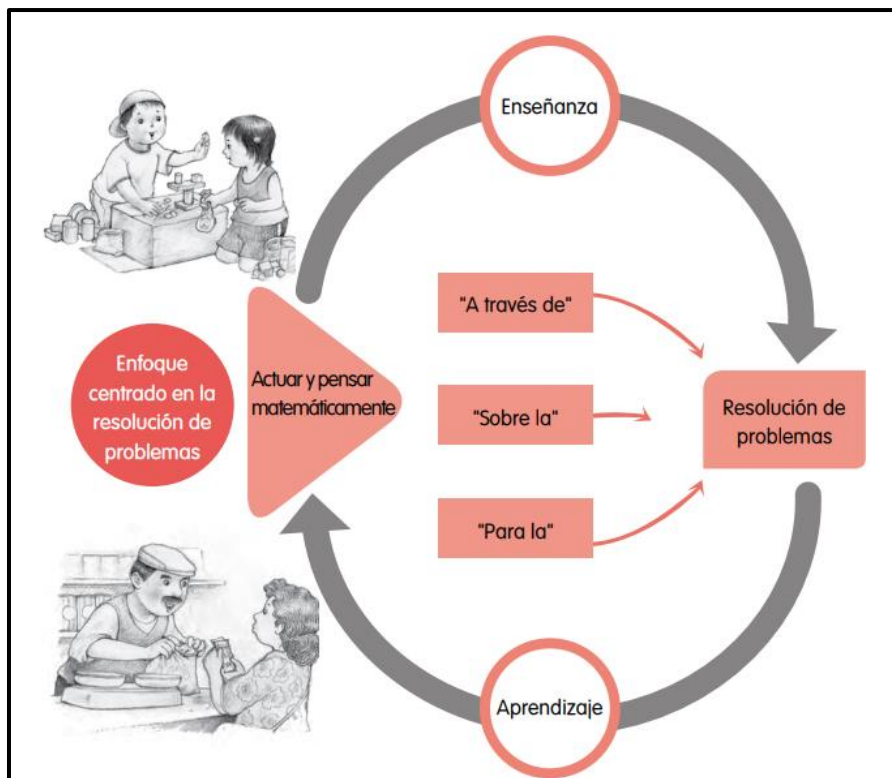 Enseñanza
"A través de"
Enfoque
centrado en la
resolución de
problemas
Actuar y pensar
matemáticamente
"Sobre la"
Resolución de
problemas
"Para la"
Aprendizaje